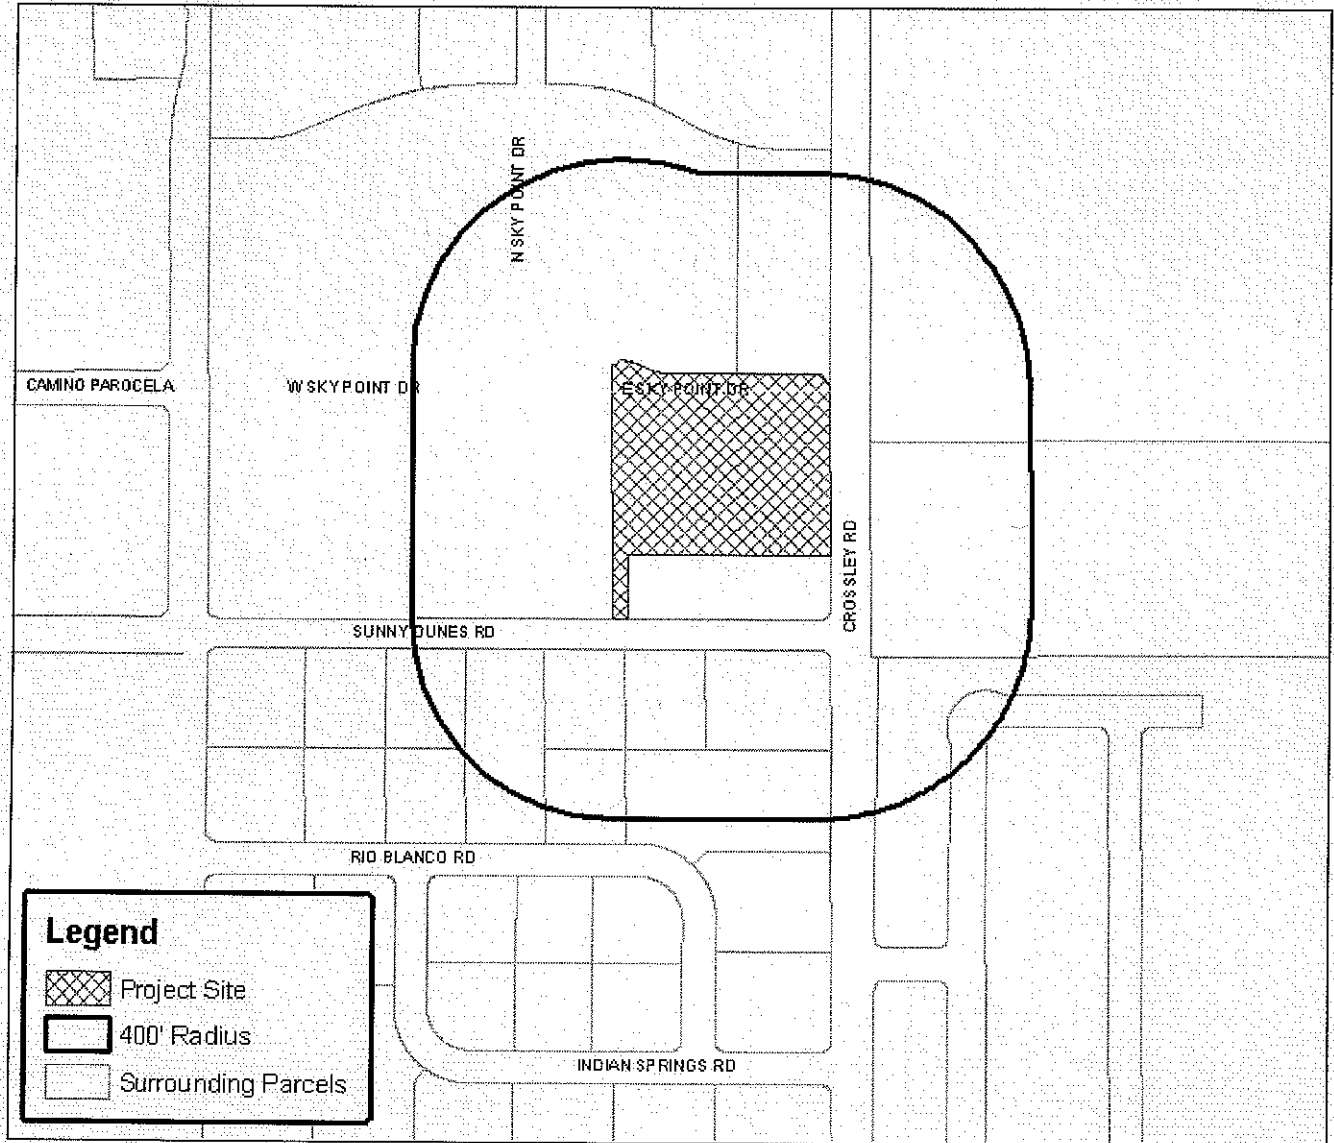 N SKY POINT DR
CAMINO PAROCELA
W SKY POINT DR
E SKY POINT DR
CROSSLEY RD
SUNNY DUNES RD
RIO BLANCO RD
INDIAN SPRINGS RD
Legend
Project Site
400' Radius
Surrounding Parcels